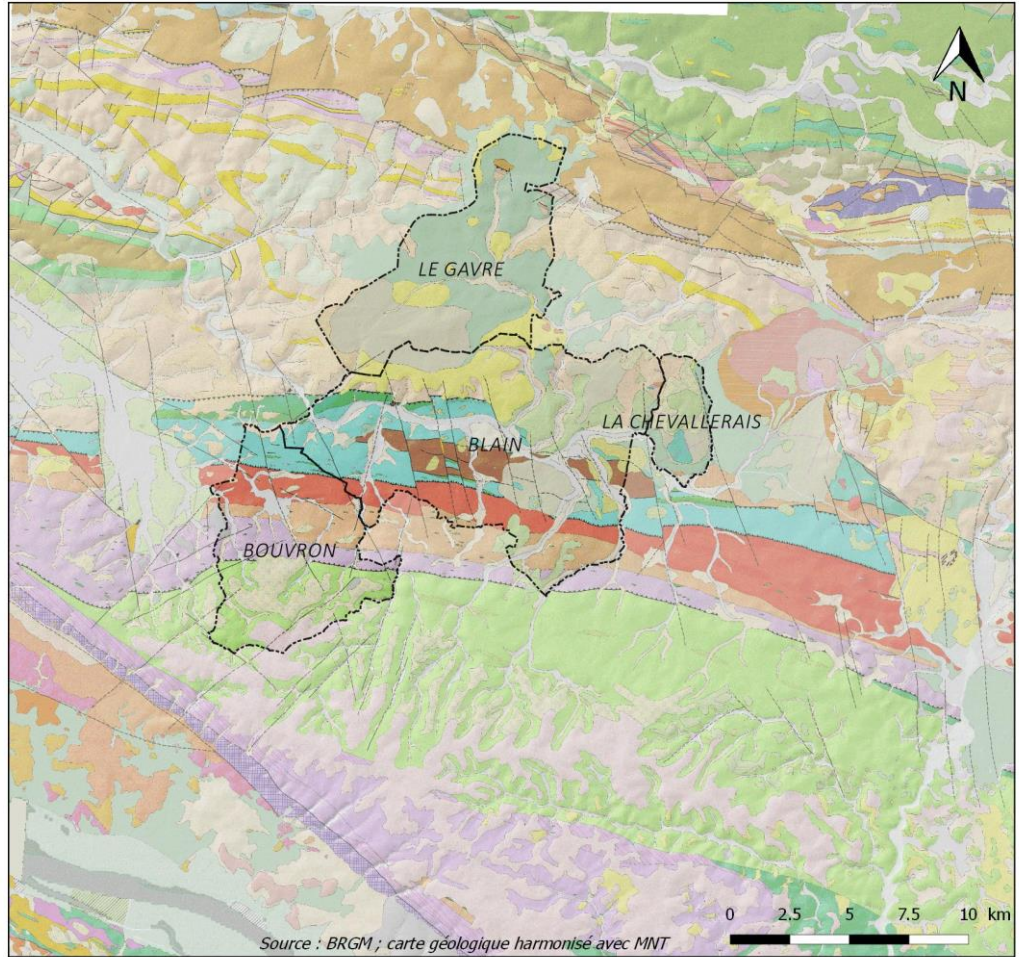 N
LE GAVRE
LA CHEVALLERAIS
BLAIN
BOUVRON
0 2.5 5 7.5 10 km
Source : BRGM ; carte géologique harmonisé avec MNT